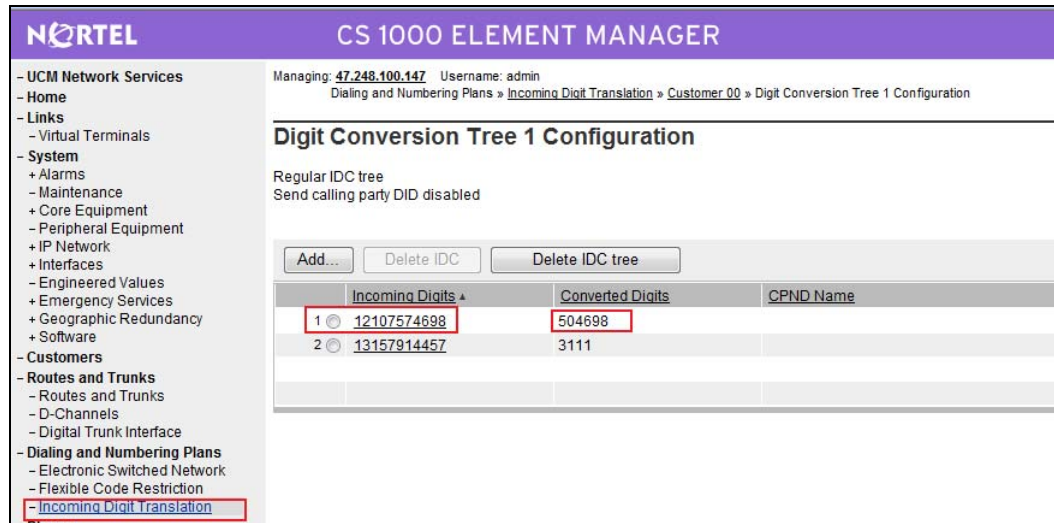 NORTEL
CS 1000 ELEMENT MANAGER
- UCM Network Services
- Home
- Links
- Virtual Terminals
- System
+ Alarms
- Maintenance
+ Core Equipment
- Peripheral Equipment
+ IP Network
+ Interfaces
- Engineered Values
+ Emergency Services
+ Geographic Redundancy
+ Software
- Customers
- Routes and Trunks
- Routes and Trunks
- D-Channels
- Digital Trunk Interface
- Dialing and Numbering Plans
- Electronic Switched Network
- Flexible Code Restriction
- Incoming Digit Translation
Managing: 47.248.100.147 Username: admin
Dialing and Numbering Plans » Incoming Digit Translation » Customer 00 » Digit Conversion Tree 1 Configuration
Digit Conversion Tree 1 Configuration
Regular IDC tree
Send calling party DID disabled
Add... Delete IDC Delete IDC tree
Incoming Digits Converted Digits CPND Name
1 12107574698 504698
2 13157914457 3111